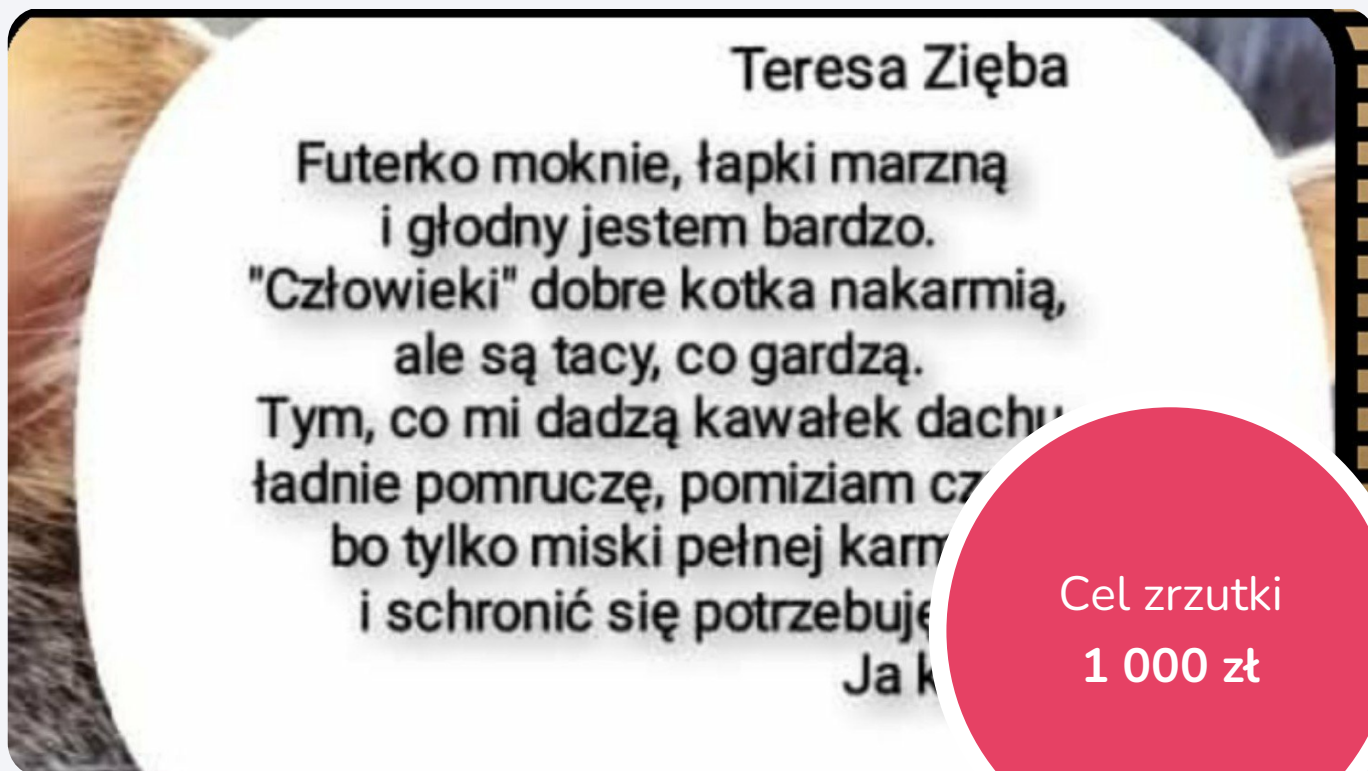 Teresa Zięba
Futerko moknie, łapki marzną
i głodny jestem bardzo.
"Człowieki" dobre kotka nakarmią,
ale są tacy, co gardzą.
Tym, co mi dadzą kawałek dachu
ładnie pomruczę, pomiziam
bo tylko miski pełnej
i schronić się potrzebuję
Ja
Cel zrzutki
1 000 zł